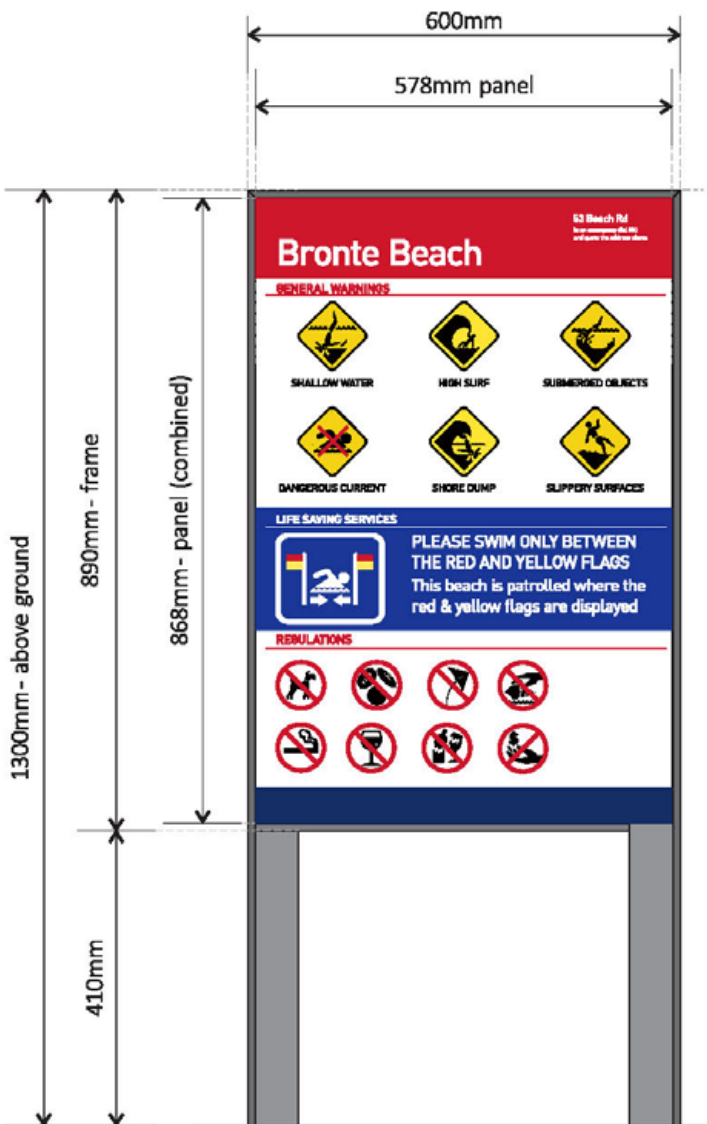 600mm
578mm panel
1300mm - above ground
890mm - frame
868mm - panel (combined)
410mm
53 Beach Rd
Bronte Beach
GENERAL WARNINGS
SHALLOW WATER
HIGH SURF
SUBMERGED OBJECTS
DANGEROUS CURRENT
SHORE DUMP
SLIPPERY SURFACES
LIFE SAVING SERVICES
PLEASE SWIM ONLY BETWEEN
THE RED AND YELLOW FLAGS
This beach is patrolled where the
red & yellow flags are displayed
REGULATIONS